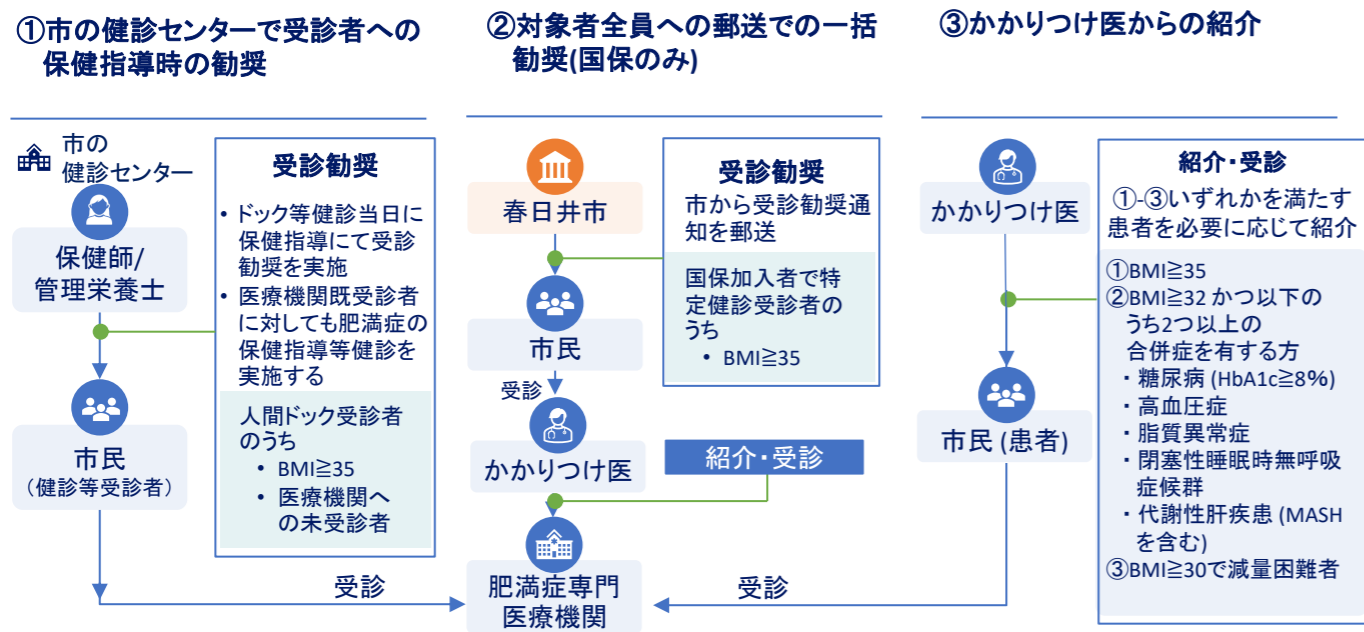 ①市の健診センターで受診者への
保健指導時の勧奨
市の
健診センター
保健師/
管理栄養士
市民
（健診等受診者）
受診勧奨
• ドック等健診当日に
保健指導にて受診
勧奨を実施
• 医療機関既受診者
に対しても肥満症の
保健指導等健診を
実施する
人間ドック受診者
のうち
• BMI≧35
• 医療機関へ
の未受診者
受診
②対象者全員への郵送での一括
勧奨(国保のみ)
春日井市
市民
受診
かかりつけ医
肥満症専門
医療機関
受診勧奨
市から受診勧奨通
知を郵送
国保加入者で特
定健診受診者の
うち
• BMI≧35
紹介・受診
③かかりつけ医からの紹介
かかりつけ医
市民 (患者)
受診
紹介・受診
①-③いずれかを満たす
患者を必要に応じて紹介
①BMI≧35
②BMI≧32 かつ以下の
うち2つ以上の
合併症を有する方
・糖尿病 (HbA1c≧8%)
・高血圧症
・脂質異常症
・閉塞性睡眠時無呼吸
症候群
・代謝性肝疾患 (MASH
を含む)
③BMI≧30で減量困難者